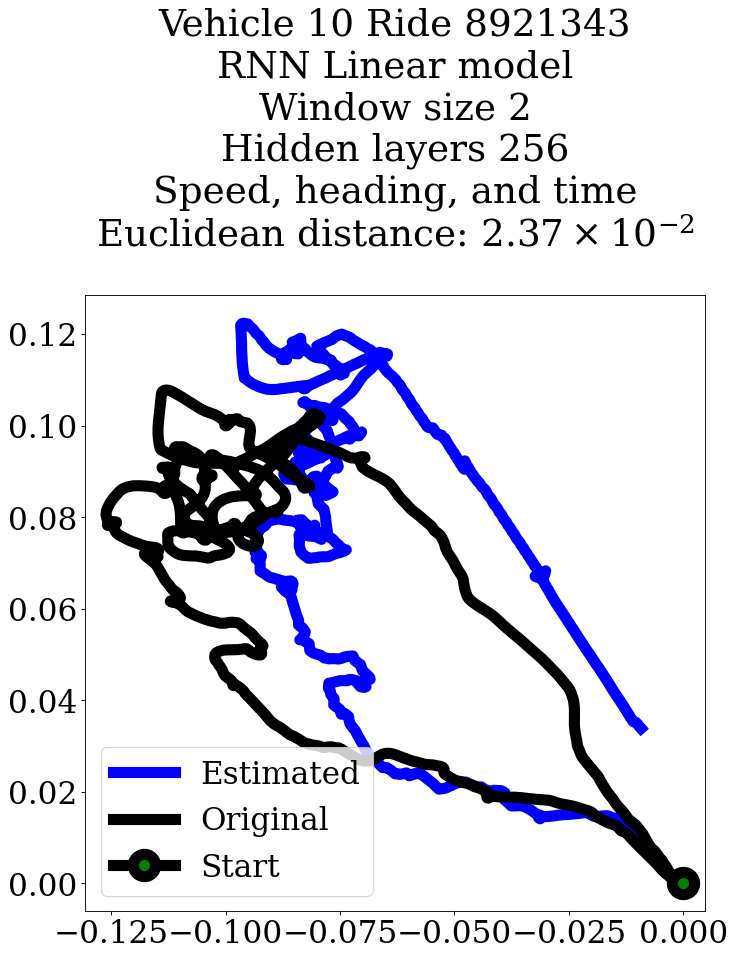 Vehicle 10 Ride 8921343
RNN Linear model
Window size 2
Hidden layers 256
Speed, heading, and time
Euclidean distance: 2.37 × 10⁻²
0.12
0.10
0.08
0.06
0.04
0.02
0.00
Estimated
Original
Start
−0.125 −0.100 −0.075 −0.050 −0.025 0.000